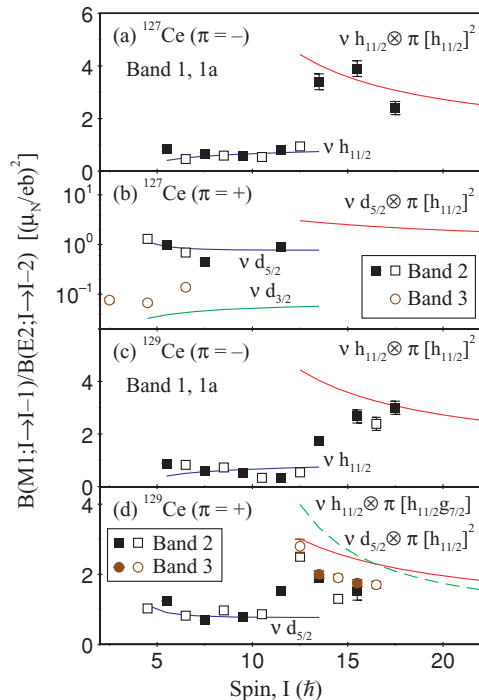 B(M1;I→I−1)/B(E2;I→I−2) [(μN/eb)²]
(a) ¹²⁷Ce (π = −)
Band 1, 1a
ν h₁₁/₂ ⊗ π [h₁₁/₂]²
ν h₁₁/₂
0
2
4
6
(b) ¹²⁷Ce (π = +)
ν d₅/₂ ⊗ π [h₁₁/₂]²
ν d₅/₂
ν d₃/₂
Band 2
Band 3
10¹
10⁰
10⁻¹
(c) ¹²⁹Ce (π = −)
Band 1, 1a
ν h₁₁/₂ ⊗ π [h₁₁/₂]²
ν h₁₁/₂
0
2
4
(d) ¹²⁹Ce (π = +)
Band 2
Band 3
ν h₁₁/₂ ⊗ π [h₁₁/₂g₇/₂]
ν d₅/₂ ⊗ π [h₁₁/₂]²
ν d₅/₂
0
2
4
5 10 15 20
Spin, I (ℏ)